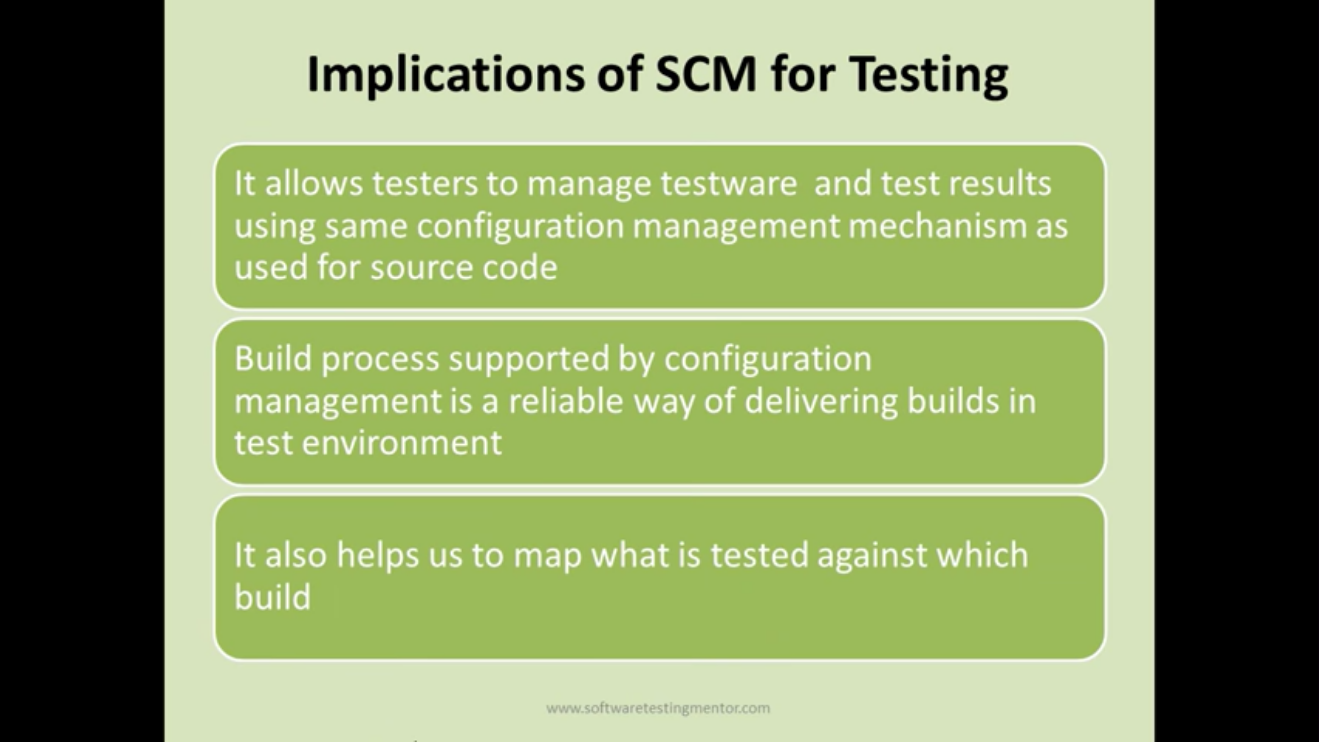 Implications of SCM for Testing
It allows testers to manage testware  and test results
using same configuration management mechanism as
used for source code
Build process supported by configuration
management is a reliable way of delivering builds in
test environment
It also helps us to map what is tested against which
build
www.softwaretestingmentor.com